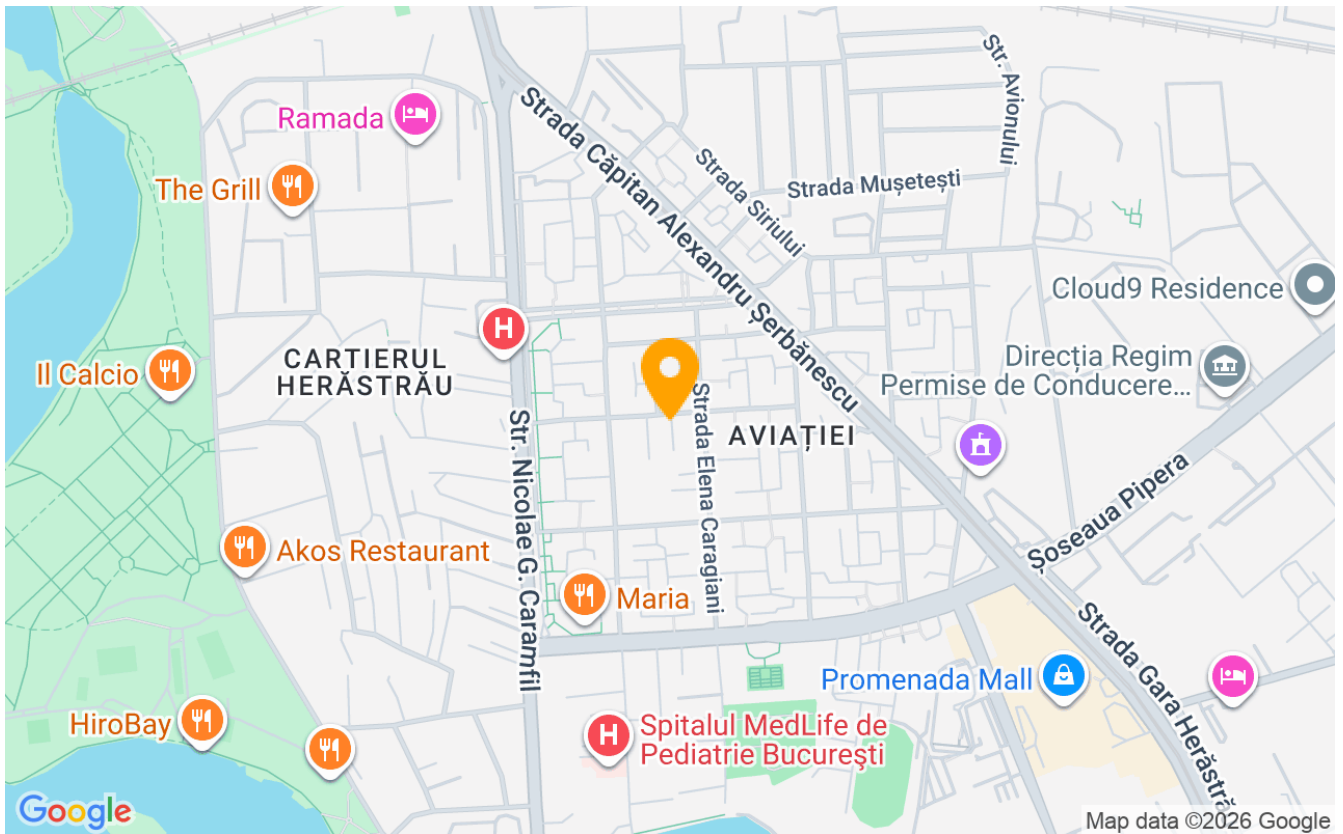 Str. Avionului
Strada Căpitan Alexandru Șerbănescu
Ramada
Strada Siriului
Strada Mușetești
The Grill
Cloud9 Residence
H
CARTIERUL
HERĂSTRĂU
Direcția Regim
Permise de Conducere...
Il Calcio
Strada Elena Caragiani
Str. Nicolae G. Caramfil
AVIAȚIEI
Șoseaua Pipera
Akos Restaurant
Maria
Strada Gara Herăstră
Promenada Mall
HiroBay
H
Spitalul MedLife de
Pediatrie București
Google
Map data ©2026 Google